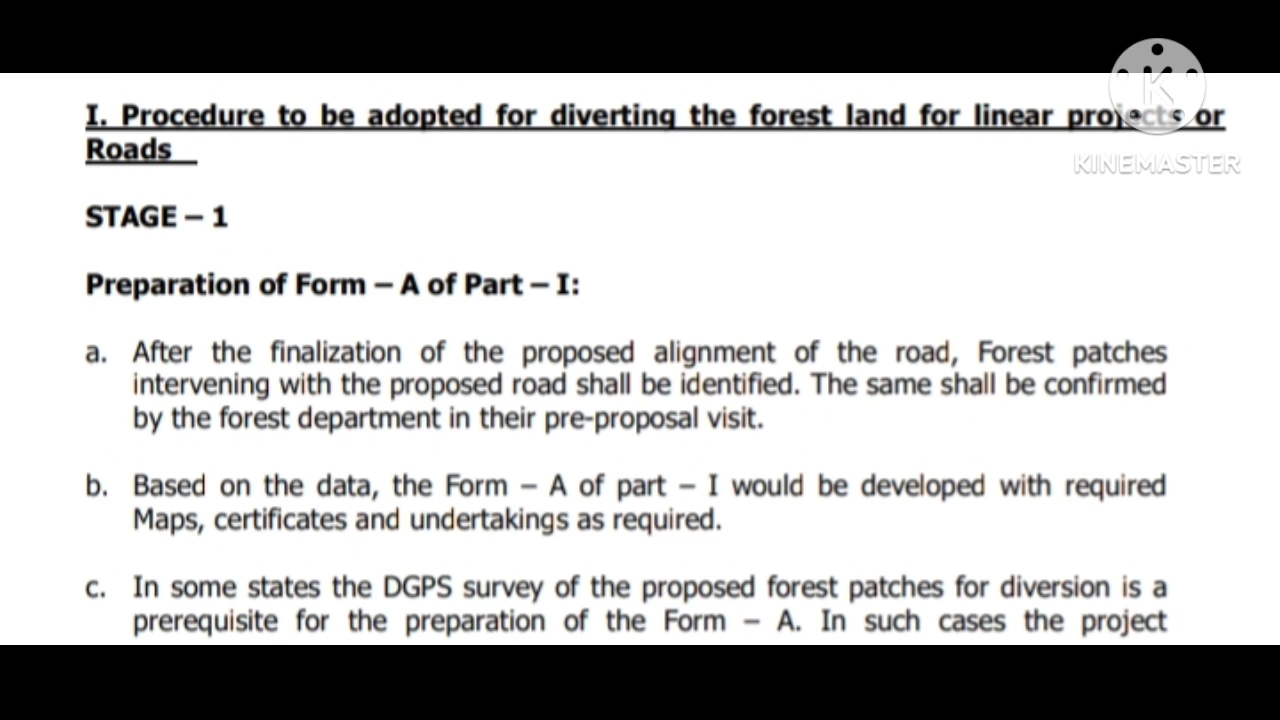 I. Procedure to be adopted for diverting the forest land for linear projects or
Roads
STAGE – 1
Preparation of Form – A of Part – I:
a. After the finalization of the proposed alignment of the road, Forest patches
intervening with the proposed road shall be identified. The same shall be confirmed
by the forest department in their pre-proposal visit.
b. Based on the data, the Form – A of part – I would be developed with required
Maps, certificates and undertakings as required.
c. In some states the DGPS survey of the proposed forest patches for diversion is a
prerequisite for the preparation of the Form – A. In such cases the project
K
KINEMASTER